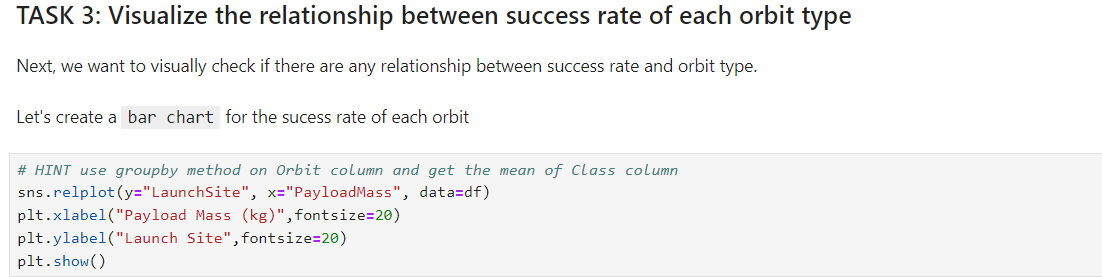 TASK 3: Visualize the relationship between success rate of each orbit type
Next, we want to visually check if there are any relationship between success rate and orbit type.
Let's create a bar chart for the sucess rate of each orbit
# HINT use groupby method on Orbit column and get the mean of Class column
sns.relplot(y="LaunchSite", x="PayloadMass", data=df)
plt.xlabel("Payload Mass (kg)",fontsize=20)
plt.ylabel("Launch Site",fontsize=20)
plt.show()